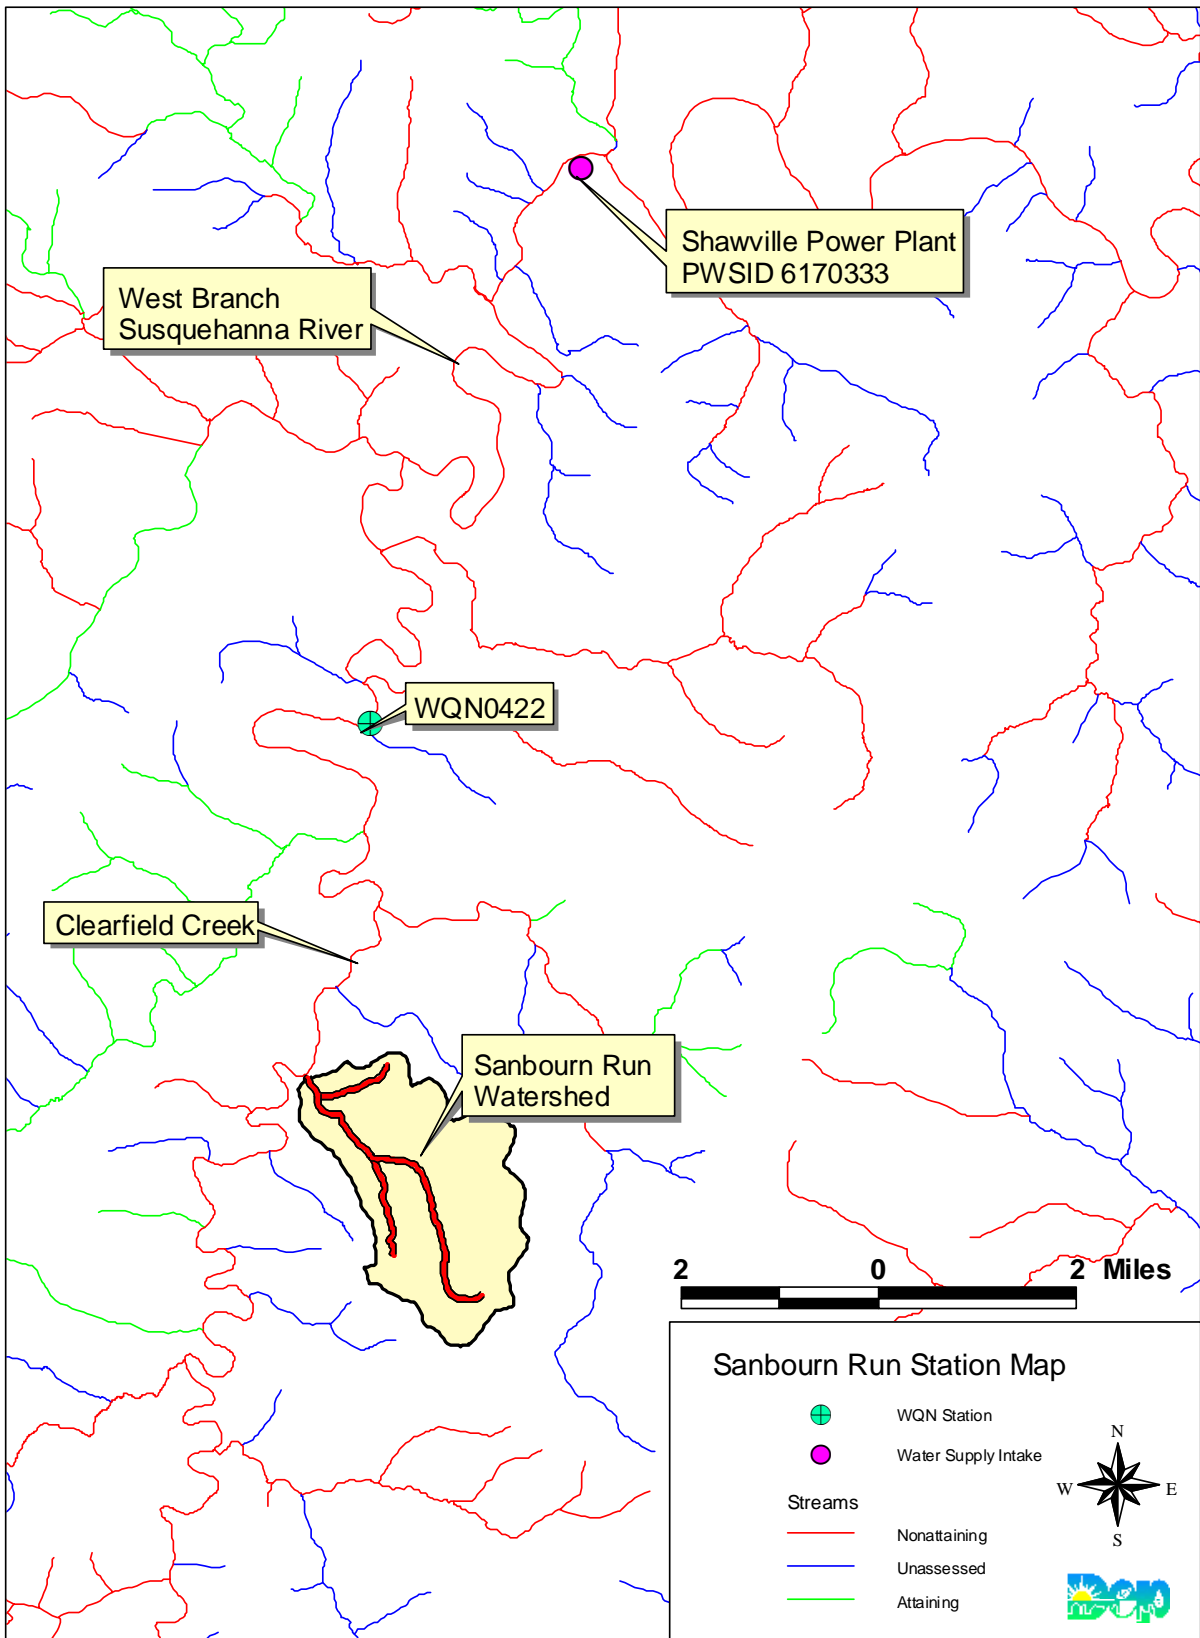 Shawville Power Plant
PWSID 6170333
West Branch
Susquehanna River
WQN0422
Clearfield Creek
Sanbourn Run
Watershed
2 0 2 Miles
Sanbourn Run Station Map
WQN Station
Water Supply Intake
Streams
Nonattaining
Unassessed
Attaining
N
W E
S
Dep